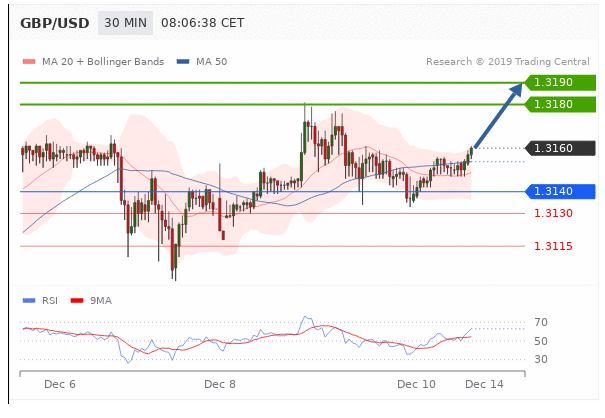 GBP/USD 30 MIN 08:06:38 CET
MA 20 + Bollinger Bands MA 50 Research © 2019 Trading Central
1.3190
1.3180
1.3160
1.3140
1.3130
1.3115
RSI 9MA
70
50
30
Dec 6 Dec 8 Dec 10 Dec 14